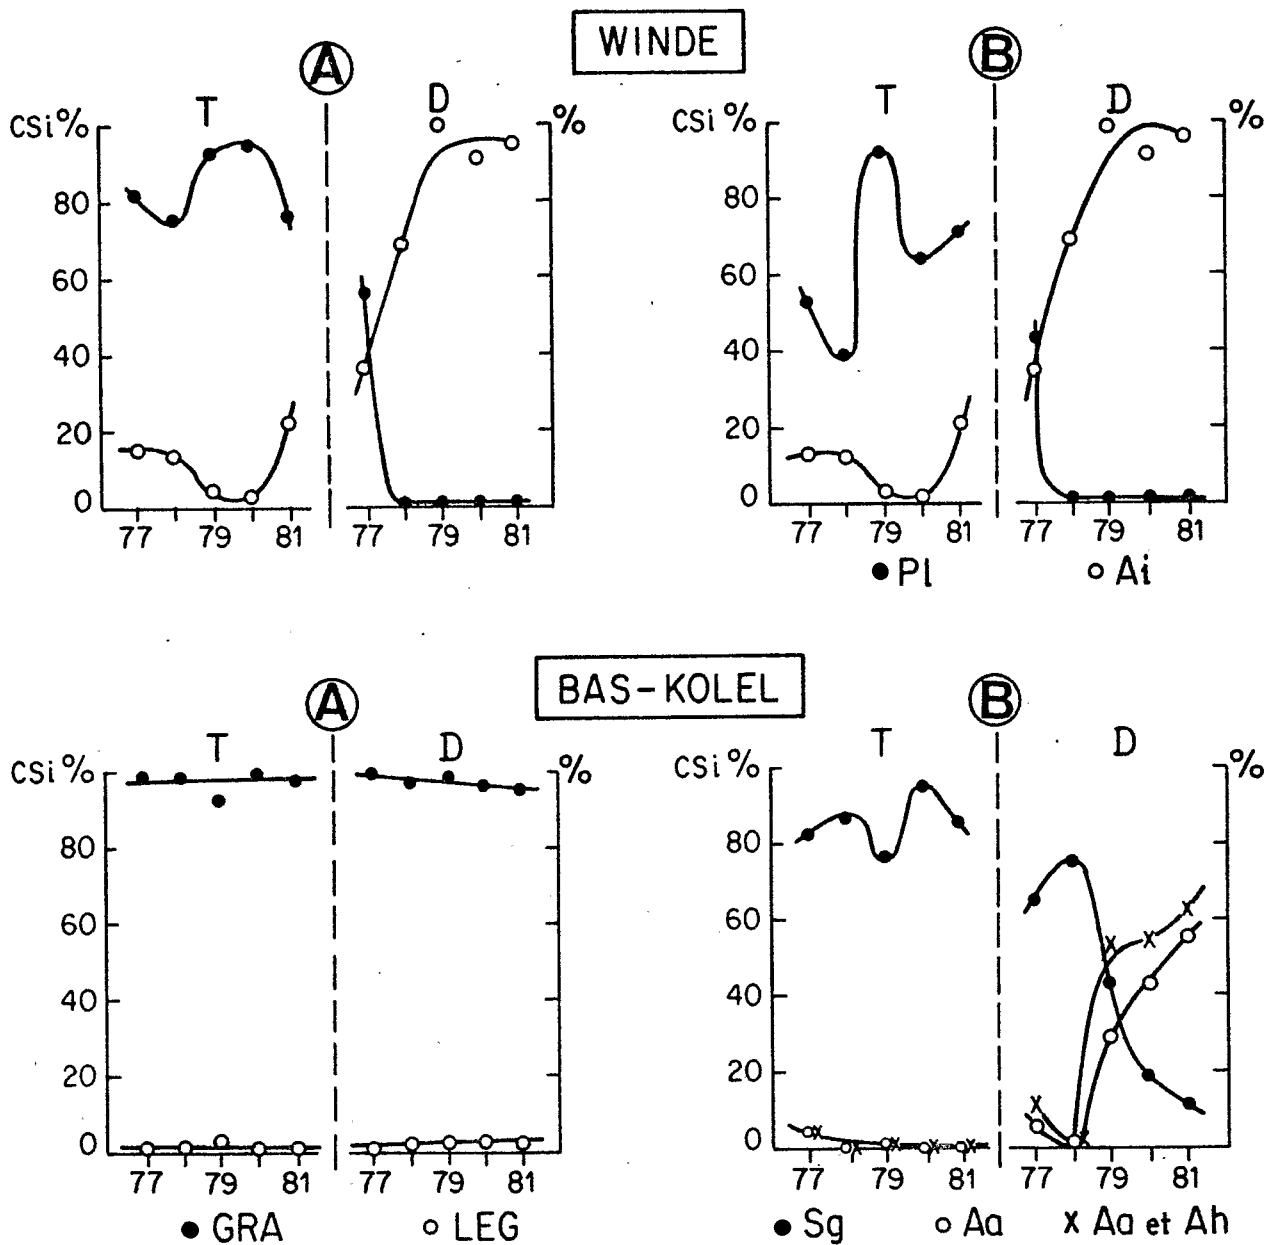 WINDE
A B
T D T D
CSi% % CSi% %
80 80
60 60
40 40
20 20
0 0
77 79 81 77 79 81 77 79 81 77 79 81
● Pl ○ Ai
BAS-KOLEL
A B
T D T D
CSi% % CSi% %
80 80
60 60
40 40
20 20
0 0
77 79 81 77 79 81 77 79 81 77 79 81
● GRA ○ LEG ● Sg ○ Aa x Aa et Ah